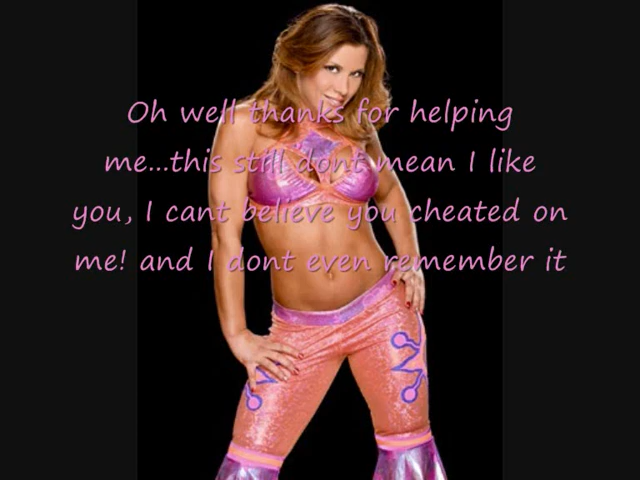 Oh well thanks for helping
me...this still dont mean I like
you, I cant believe you cheated on
me! and I dont even remember it